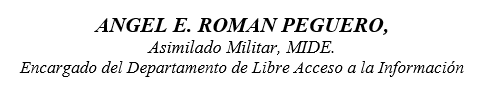 ANGEL E. ROMAN PEGUERO,
Asimilado Militar, MIDE.
Encargado del Departamento de Libre Acceso a la Información